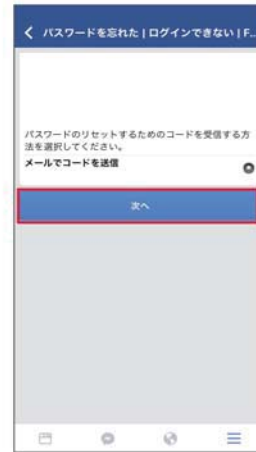 パスワードを忘れた | ログインできない | F...
パスワードのリセットするためのコードを受信する方
法を選択してください。
メールでコードを送信
次へ